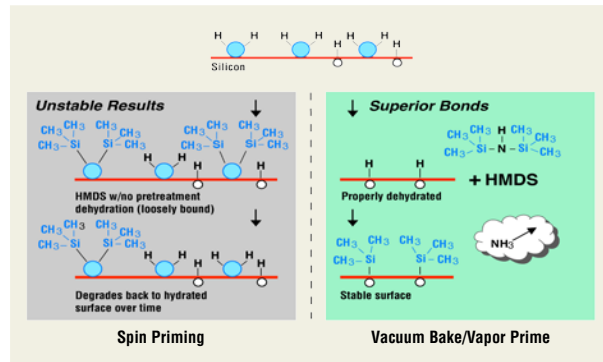 H H H H H H
H H
Silicon
Unstable Results
CH3 CH3 CH3 CH3
CH3 CH3 CH3 CH3
CH3– Si Si –CH3 CH3– Si Si –CH3
H H H H
HMDS w/no pretreatment
dehydration (loosely bound)
CH3 CH3
CH3 CH3
CH3– Si Si –CH3
H H H H H H
Degrades back to hydrated
surface over time
Spin Priming
Superior Bonds
CH3 H CH3
CH3 CH3
CH3 – Si – N – Si – CH3
H H
+ HMDS
Properly dehydrated
CH3 CH3
CH3 CH3
CH3 – Si Si – CH3
NH3
Stable surface
Vacuum Bake/Vapor Prime